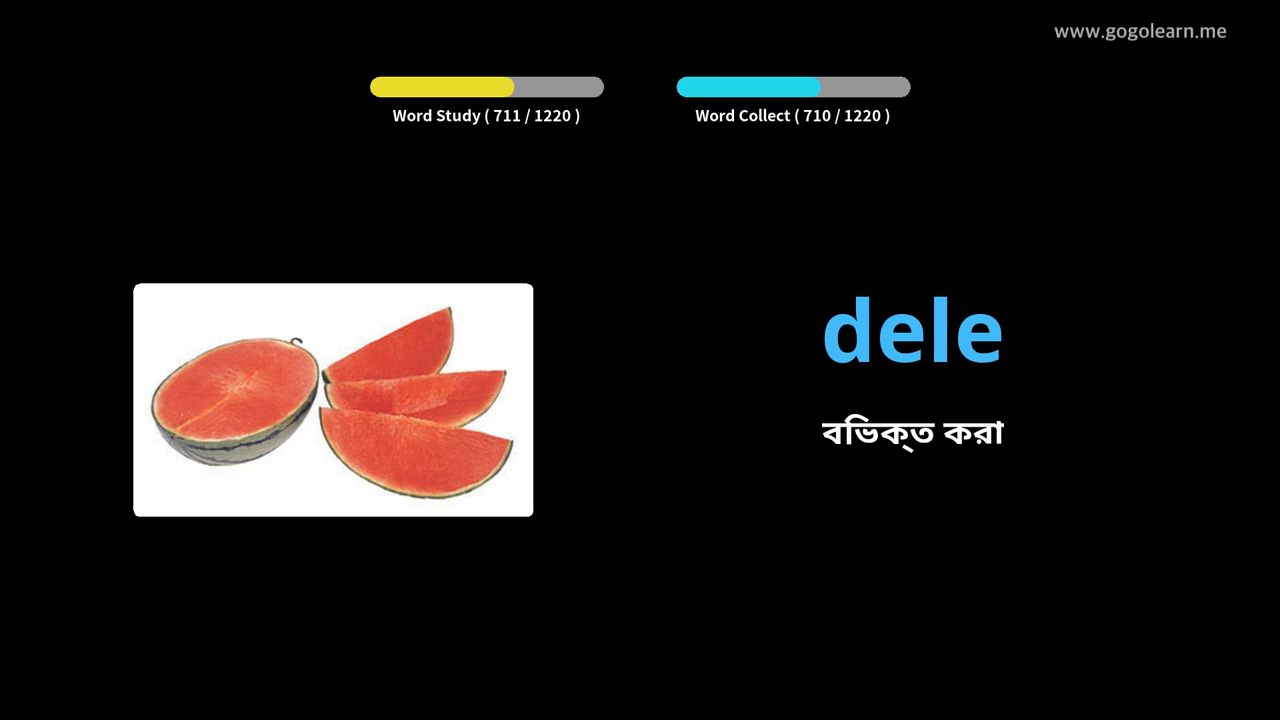 www.gogolearn.me
Word Study ( 711 / 1220 )
Word Collect ( 710 / 1220 )
dele
বভিক্‌ত করা